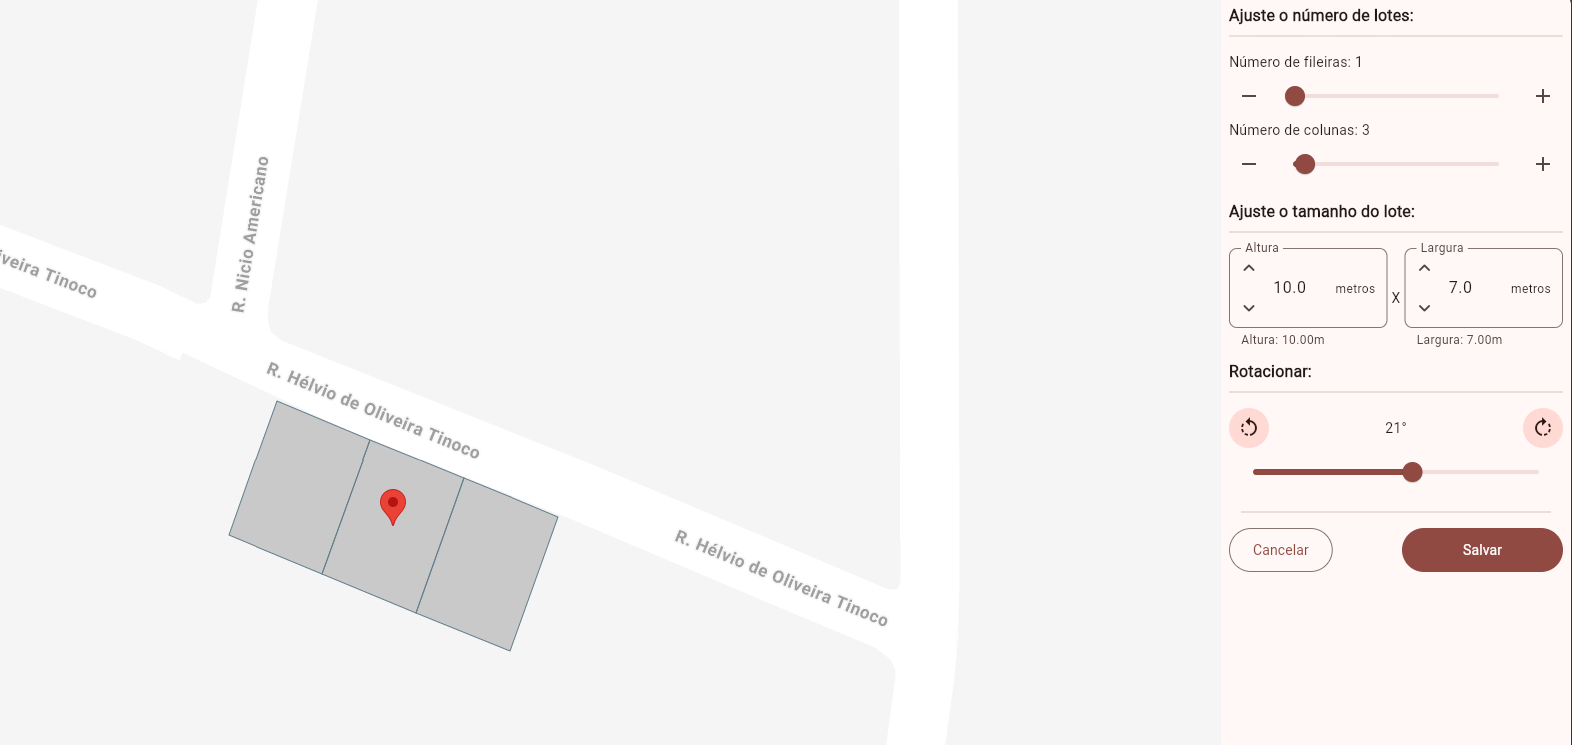 R. Nicio Americano
iveira Tinoco
R. Hélvio de Oliveira Tinoco
R. Hélvio de Oliveira Tinoco
Ajuste o número de lotes:
Número de fileiras: 1
Número de colunas: 3
Ajuste o tamanho do lote:
Altura
Largura
10.0 metros
X
7.0 metros
Altura: 10.00m
Largura: 7.00m
Rotacionar:
21°
Cancelar
Salvar